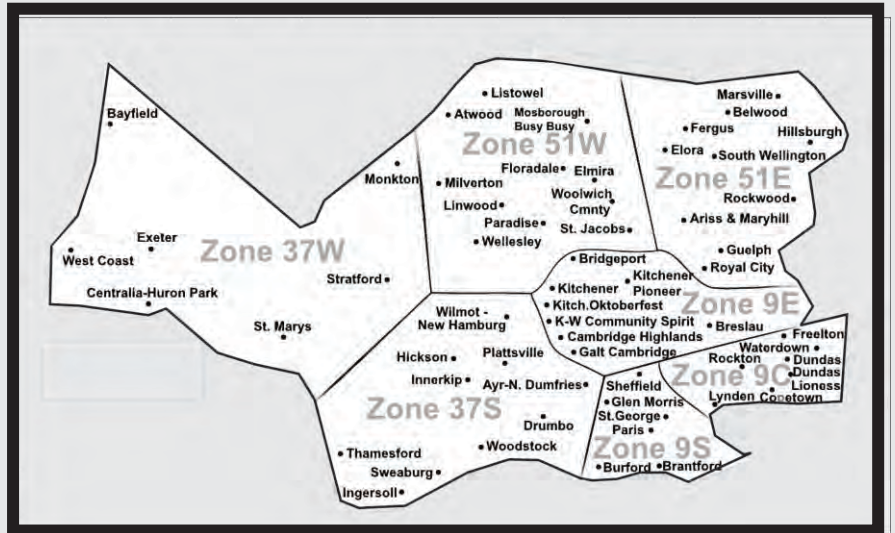 Bayfield
West Coast
Exeter
Zone 37W
Centralia-Huron Park
St. Marys
Stratford
Monkton
Listowel
Atwood
Mosborough
Busy Busy
Zone 51W
Floradale
Elmira
Milverton
Woolwich
Cmnty
Linwood
Paradise
St. Jacobs
Wellesley
Marsville
Belwood
Fergus
Hillsburgh
Elora
South Wellington
Zone 51E
Rockwood
Ariss & Maryhill
Guelph
Royal City
Bridgeport
Kitchener
Pioneer
Kitchener
Kitch.Oktoberfest
Zone 9E
K-W Community Spirit
Breslau
Cambridge Highlands
Galt Cambridge
Wilmot -
New Hamburg
Hickson
Plattsville
Innerkip
Ayr-N. Dumfries
Zone 37S
Drumbo
Woodstock
Thamesford
Sweaburg
Ingersoll
Freelton
Waterdown
Rockton
Dundas
Zone 9C
Dundas
Lioness
Lynden
Copetown
Sheffield
Glen Morris
St.George
Paris
Zone 9S
Burford
Brantford